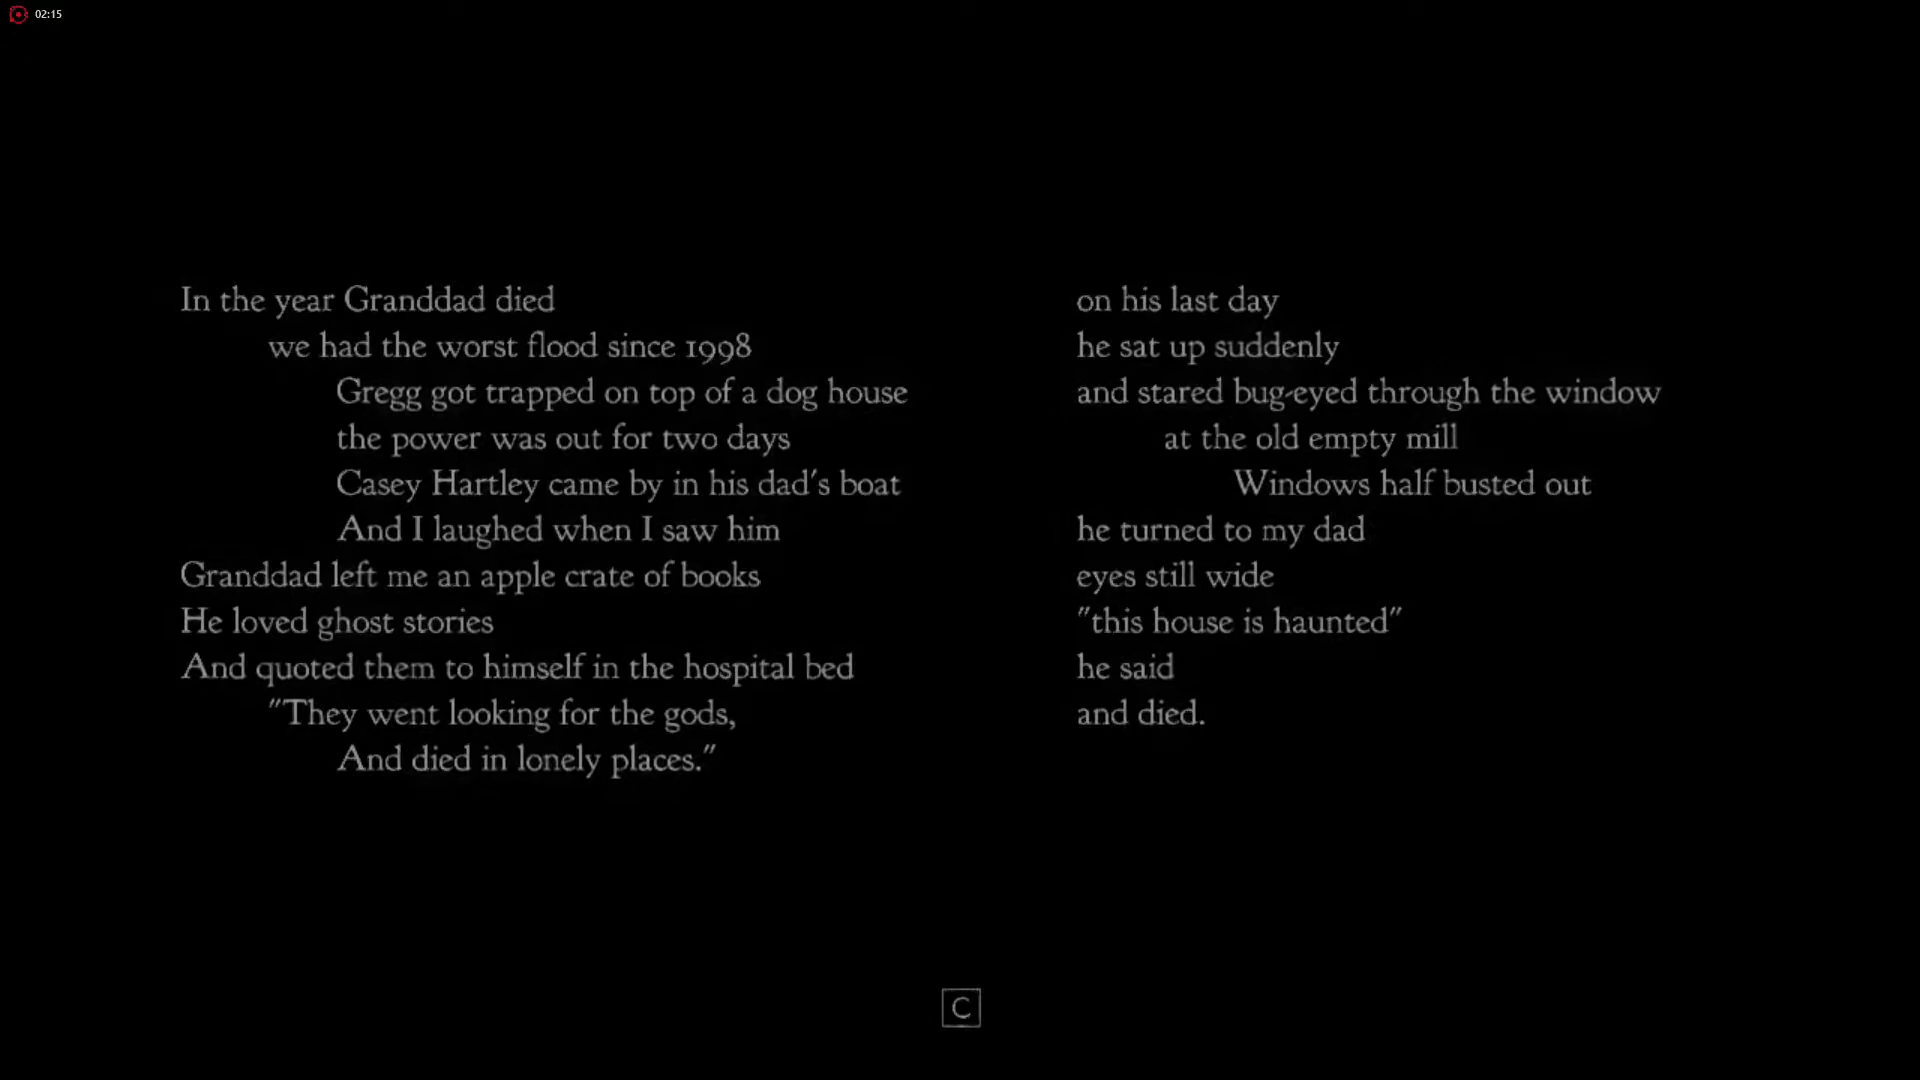 02:15
In the year Granddad died
we had the worst flood since 1998
Gregg got trapped on top of a dog house
the power was out for two days
Casey Hartley came by in his dad's boat
And I laughed when I saw him
Granddad left me an apple crate of books
He loved ghost stories
And quoted them to himself in the hospital bed
"They went looking for the gods,
And died in lonely places."
on his last day
he sat up suddenly
and stared bug-eyed through the window
at the old empty mill
Windows half busted out
he turned to my dad
eyes still wide
"this house is haunted"
he said
and died.
C